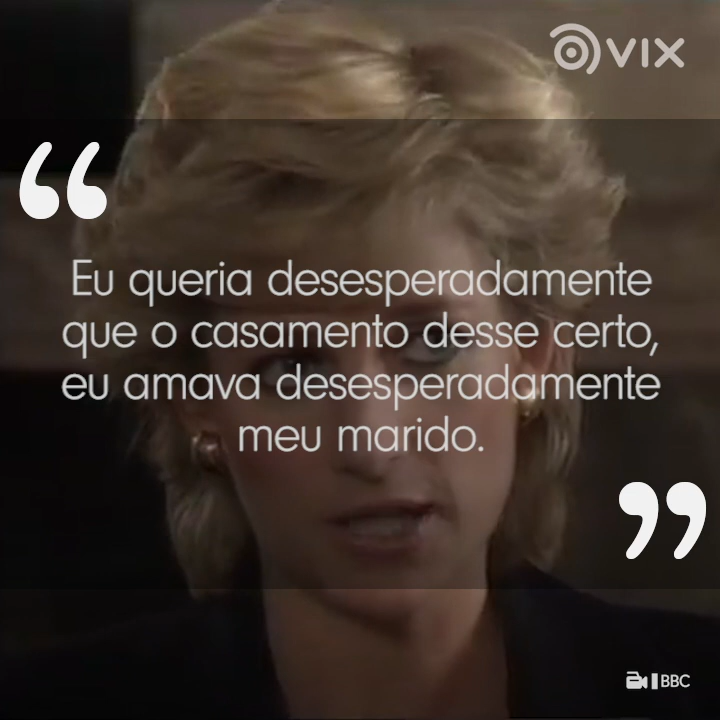 VIX
“
Eu queria desesperadamente
que o casamento desse certo,
eu amava desesperadamente
meu marido.
”
BBC